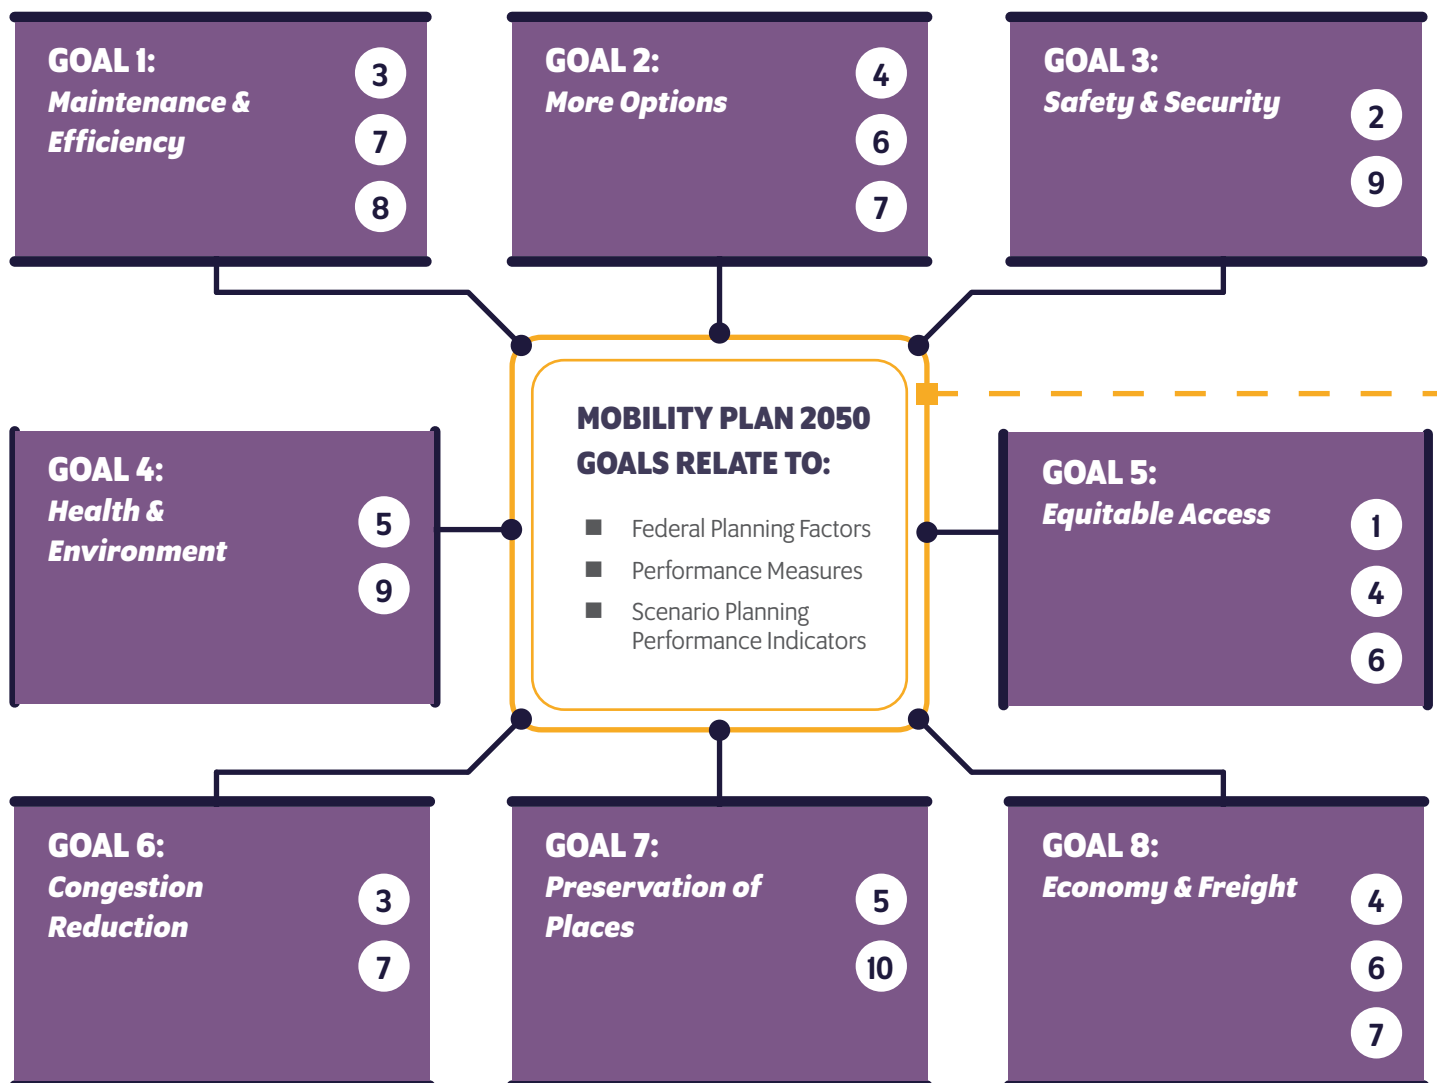 GOAL 1:
Maintenance &
Efficiency
3
7
8
GOAL 2:
More Options
4
6
7
GOAL 3:
Safety & Security
2
9
MOBILITY PLAN 2050
GOALS RELATE TO:
■ Federal Planning Factors
■ Performance Measures
■ Scenario Planning
Performance Indicators
GOAL 4:
Health &
Environment
5
9
GOAL 5:
Equitable Access
1
4
6
GOAL 6:
Congestion
Reduction
3
7
GOAL 7:
Preservation of
Places
5
10
GOAL 8:
Economy & Freight
4
6
7